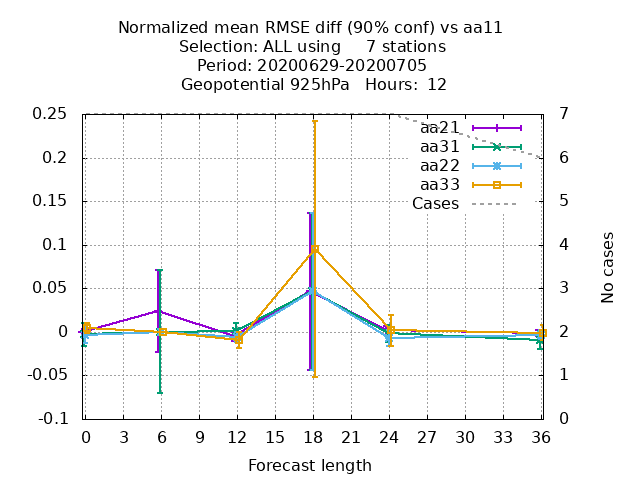 Normalized mean RMSE diff (90% conf) vs aa11
Selection: ALL using     7 stations
Period: 20200629-20200705
Geopotential 925hPa   Hours:  12
0.25
0.2
0.15
0.1
0.05
0
-0.05
-0.1
7
6
5
4
3
2
1
0
No cases
aa21
aa31
aa22
aa33
Cases
0 3 6 9 12 15 18 21 24 27 30 33 36
Forecast length